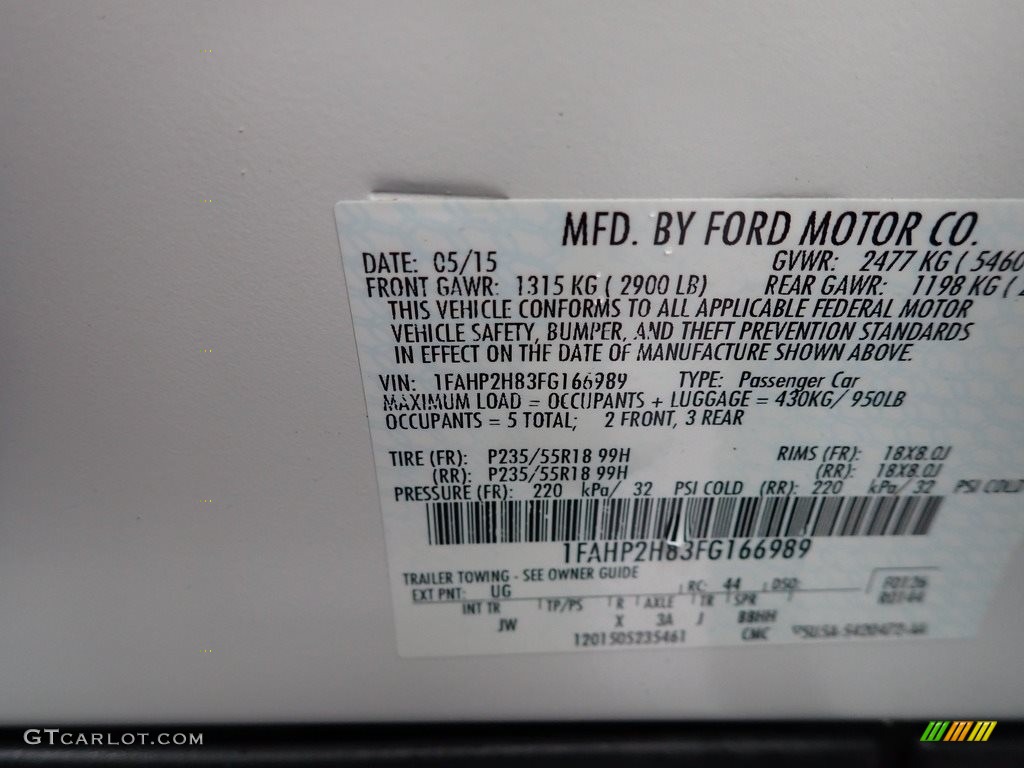 MFD. BY FORD MOTOR CO.
DATE: 05/15 GVWR: 2477 KG ( 5460
FRONT GAWR: 1315 KG ( 2900 LB) REAR GAWR: 1198 KG (
THIS VEHICLE CONFORMS TO ALL APPLICABLE FEDERAL MOTOR
VEHICLE SAFETY, BUMPER, AND THEFT PREVENTION STANDARDS
IN EFFECT ON THE DATE OF MANUFACTURE SHOWN ABOVE.
VIN: 1FAHP2H83FG166989 TYPE: Passenger Car
MAXIMUM LOAD = OCCUPANTS + LUGGAGE = 430KG/ 950LB
OCCUPANTS = 5 TOTAL; 2 FRONT, 3 REAR
TIRE (FR): P235/55R18 99H RIMS (FR): 18X8.0J
(RR): P235/55R18 99H (RR): 18X8.0J
PRESSURE (FR): 220 kPa/ 32 PSI COLD (RR): 220 kPa/ 32 PSI COLD
1FAHP2H83FG166989
TRAILER TOWING - SEE OWNER GUIDE
EXT PNT: UG RC: 44 DSO:
INT TR TP/PS R AXLE TR SPR
JW X 3A J BBHH
1201505235461 CMC
GTCARLOT.COM